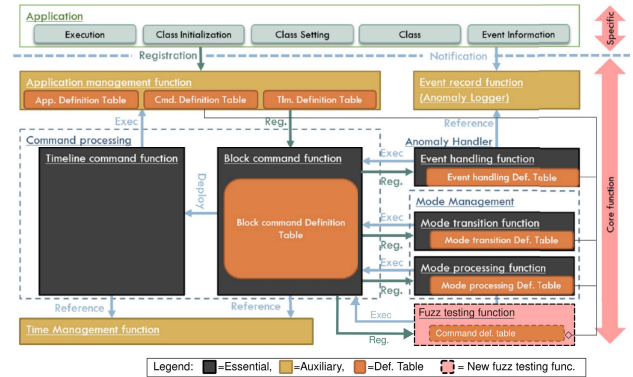 Application
Execution
Class Initialization
Class Setting
Class
Event Information
Specific
Registration
Notification
Application management function
App. Definition Table
Cmd. Definition Table
Tlm. Definition Table
Event record function
(Anomaly Logger)
Exec
Reg.
Reference
Command processing
Anomaly Handler
Timeline command function
Block command function
Block command Definition
Table
Deploy
Exec
Reg.
Event handling function
Event handling Def. Table
Mode Management
Exec
Reg.
Mode transition function
Mode transition Def. Table
Exec
Reg.
Mode processing function
Mode processing Def. Table
Core function
Reference
Reference
Time Management function
Exec
Reg.
Fuzz testing function
Command def. table
Legend: =Essential, =Auxiliary, =Def. Table = New fuzz testing func.